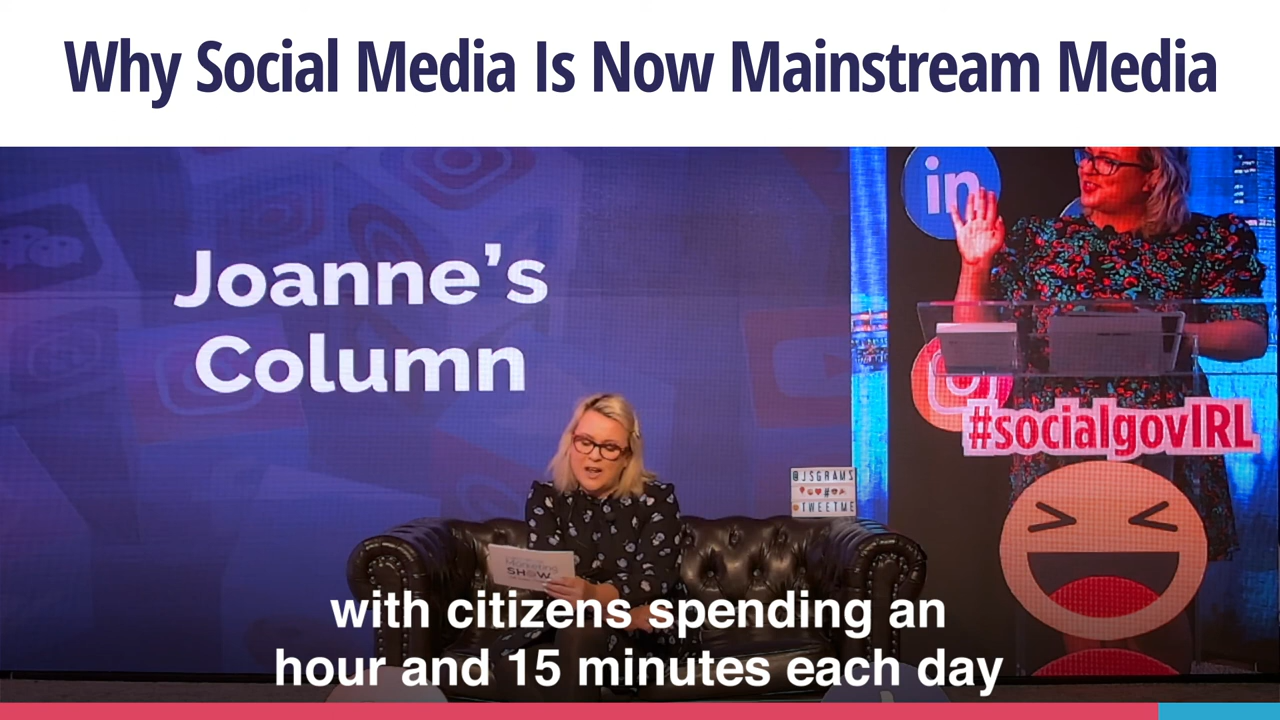 Why Social Media Is Now Mainstream Media
Joanne's
Column
in
#socialgovIRL
@JSGRAMS
#
TWEETME
Marketing
SHOW
with citizens spending an
hour and 15 minutes each day